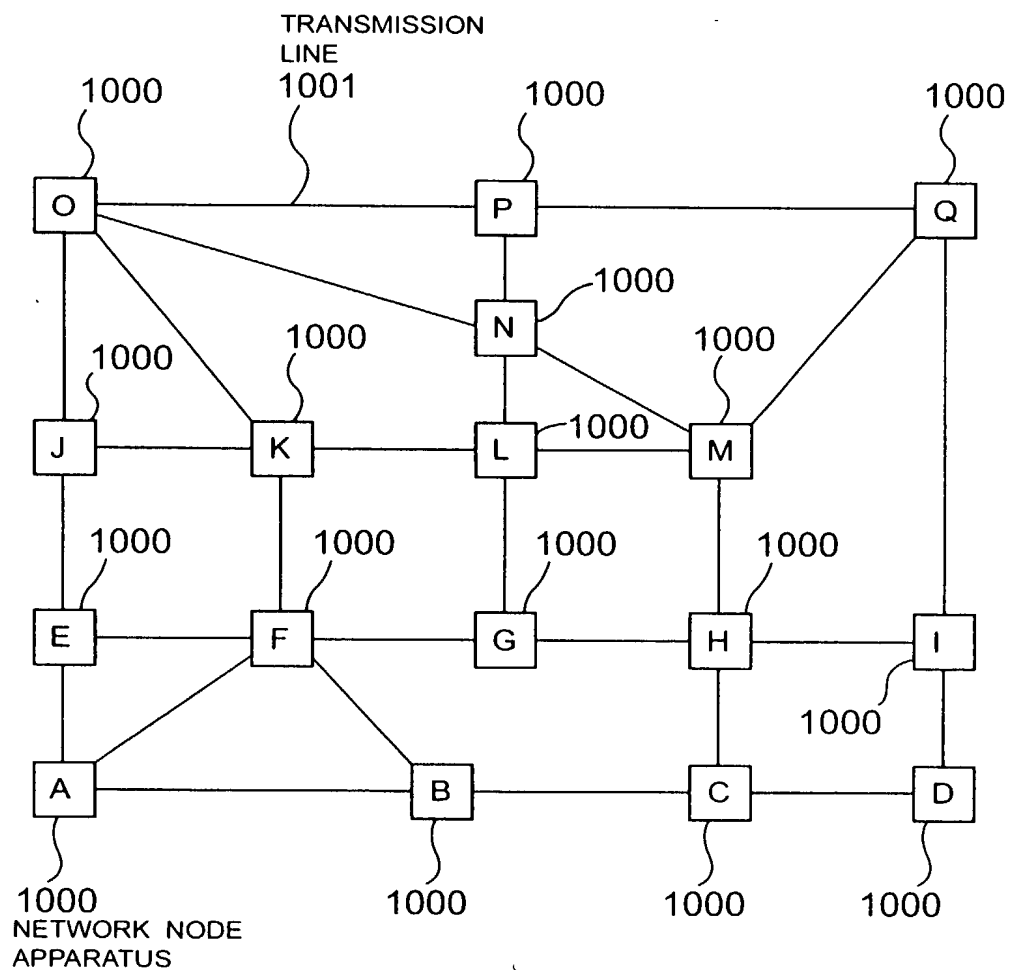 TRANSMISSION
LINE
1000 1001 1000 1000
O P Q
1000
N
1000 1000 1000
J K L 1000 M
1000 1000 1000 1000
E F G H I
1000
A B C D
1000 1000 1000 1000
NETWORK NODE
APPARATUS